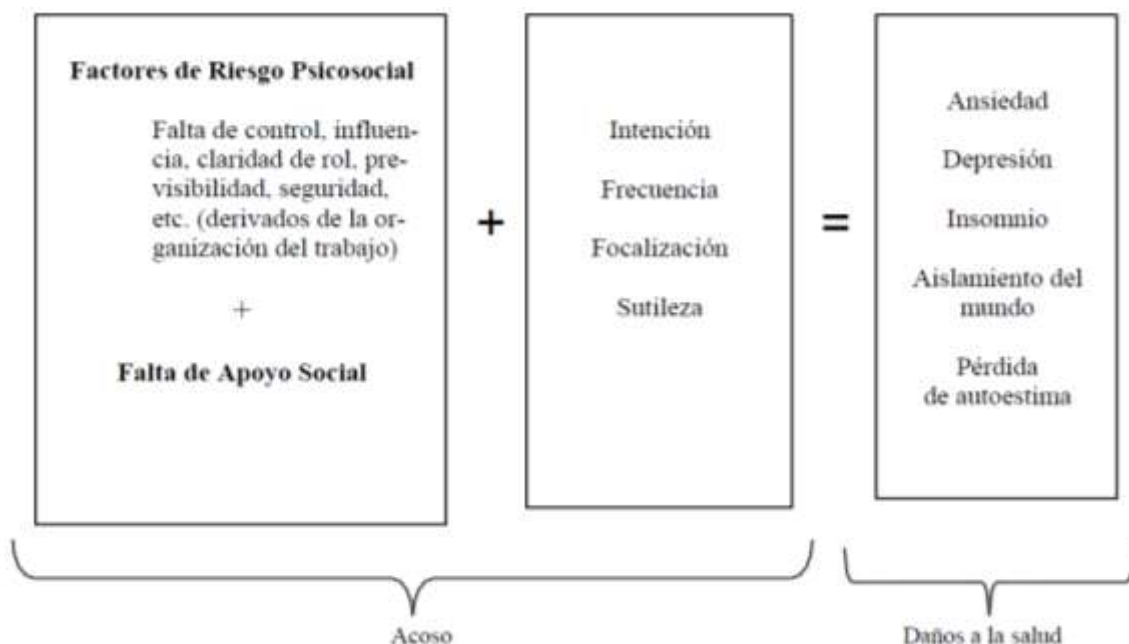 Factores de Riesgo Psicosocial
Falta de control, influen-
cia, claridad de rol, pre-
visibilidad, seguridad,
etc. (derivados de la or-
ganización del trabajo)
+
Falta de Apoyo Social
+
Intención
Frecuencia
Focalización
Sutileza
=
Ansiedad
Depresión
Insomnio
Aislamiento del
mundo
Pérdida
de autoestima
Acoso
Daños a la salud